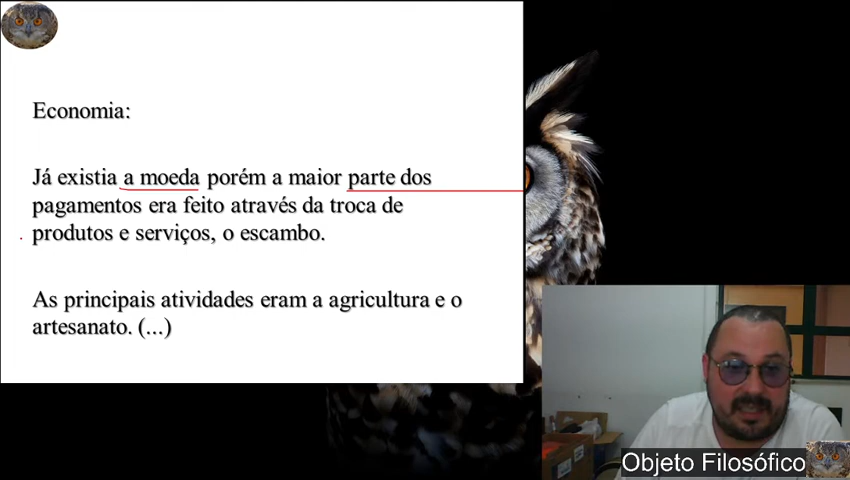 Economia:
Já existia a moeda porém a maior parte dos
pagamentos era feito através da troca de
produtos e serviços, o escambo.
As principais atividades eram a agricultura e o
artesanato. (...)
Objeto Filosófico